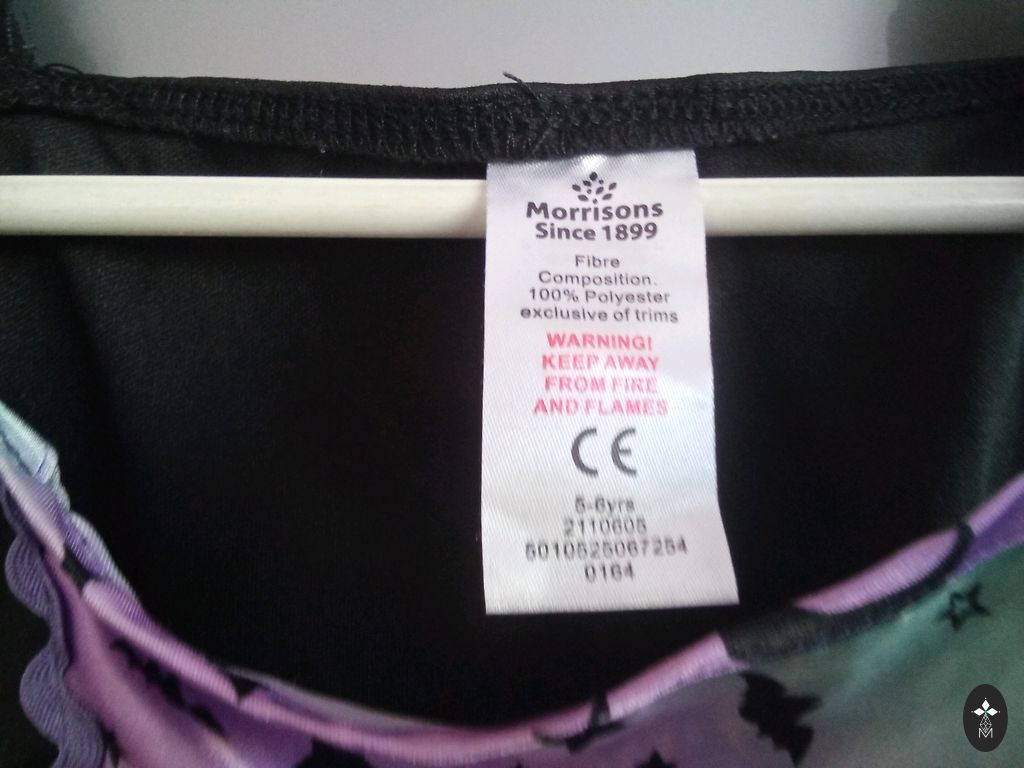 Morrisons
Since 1899
Fibre
Composition.
100% Polyester
exclusive of trims
WARNING!
KEEP AWAY
FROM FIRE
AND FLAMES
CE
5-6yrs
2110605
5010525067254
0164
M